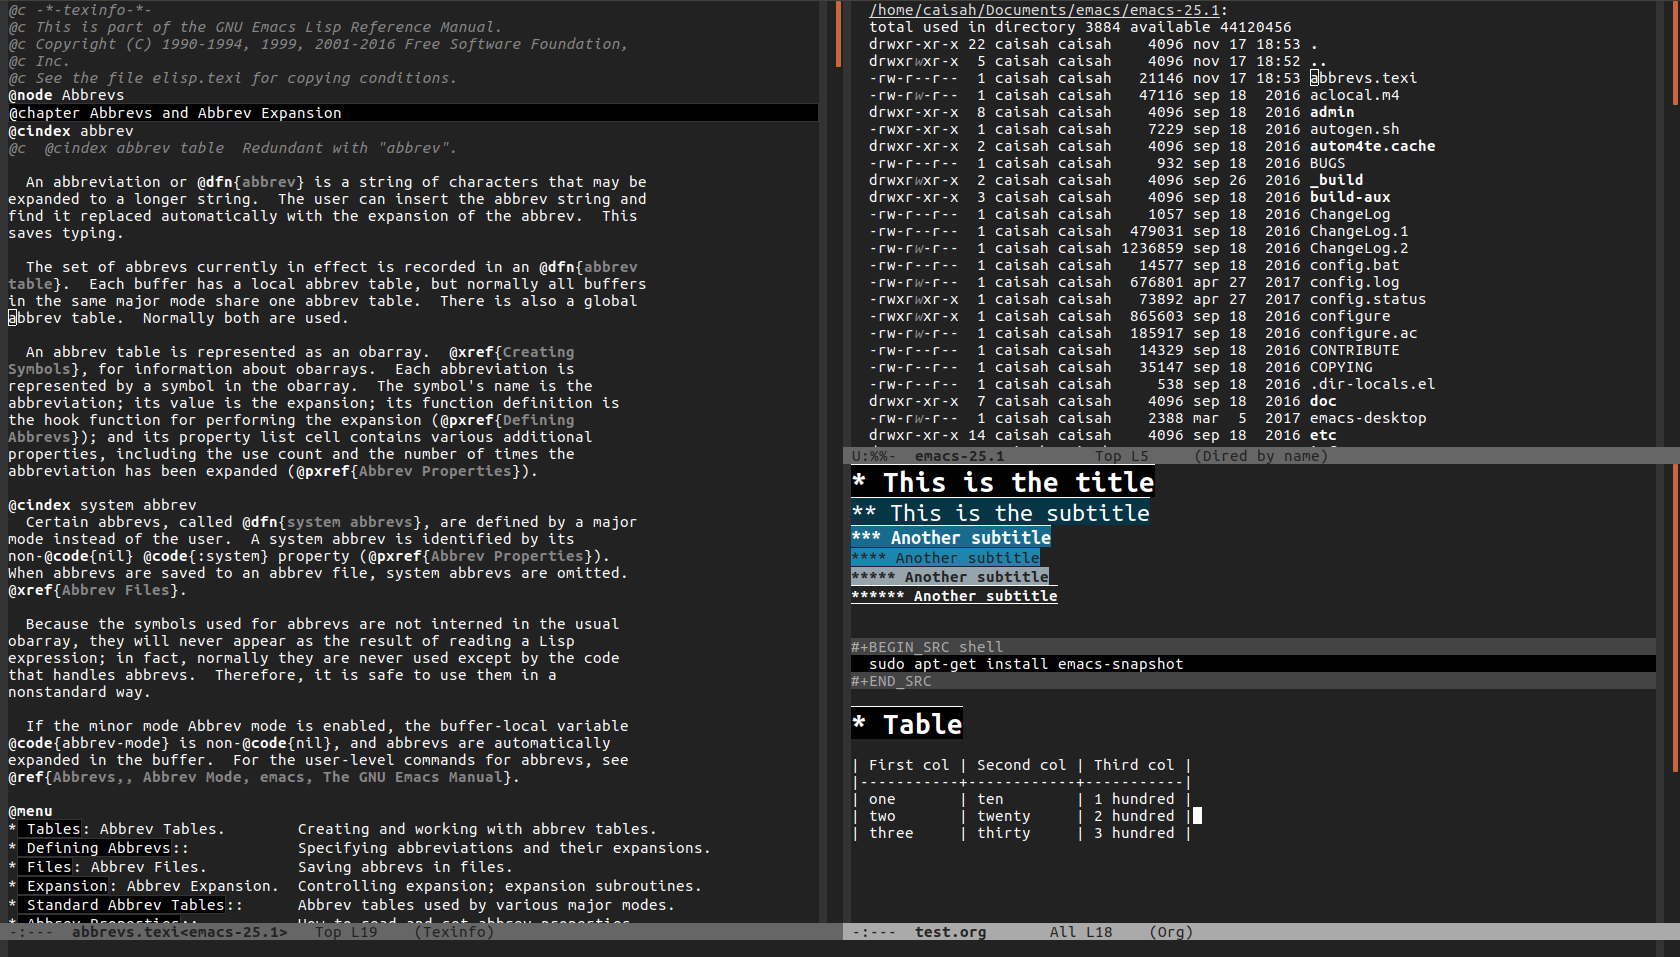 @c -*-texinfo-*-
@c This is part of the GNU Emacs Lisp Reference Manual.
@c Copyright (C) 1990-1994, 1999, 2001-2016 Free Software Foundation,
@c Inc.
@c See the file elisp.texi for copying conditions.
@node Abbrevs
@chapter Abbrevs and Abbrev Expansion
@cindex abbrev
@c  @cindex abbrev table  Redundant with "abbrev".
  An abbreviation or @dfn{abbrev} is a string of characters that may be
expanded to a longer string.  The user can insert the abbrev string and
find it replaced automatically with the expansion of the abbrev.  This
saves typing.
  The set of abbrevs currently in effect is recorded in an @dfn{abbrev
table}.  Each buffer has a local abbrev table, but normally all buffers
in the same major mode share one abbrev table.  There is also a global
abbrev table.  Normally both are used.
  An abbrev table is represented as an obarray.  @xref{Creating
Symbols}, for information about obarrays.  Each abbreviation is
represented by a symbol in the obarray.  The symbol's name is the
abbreviation; its value is the expansion; its function definition is
the hook function for performing the expansion (@pxref{Defining
Abbrevs}); and its property list cell contains various additional
properties, including the use count and the number of times the
abbreviation has been expanded (@pxref{Abbrev Properties}).
@cindex system abbrev
  Certain abbrevs, called @dfn{system abbrevs}, are defined by a major
mode instead of the user.  A system abbrev is identified by its
non-@code{nil} @code{:system} property (@pxref{Abbrev Properties}).
When abbrevs are saved to an abbrev file, system abbrevs are omitted.
@xref{Abbrev Files}.
  Because the symbols used for abbrevs are not interned in the usual
obarray, they will never appear as the result of reading a Lisp
expression; in fact, normally they are never used except by the code
that handles abbrevs.  Therefore, it is safe to use them in a
nonstandard way.
  If the minor mode Abbrev mode is enabled, the buffer-local variable
@code{abbrev-mode} is non-@code{nil}, and abbrevs are automatically
expanded in the buffer.  For the user-level commands for abbrevs, see
@ref{Abbrevs,, Abbrev Mode, emacs, The GNU Emacs Manual}.
@menu
* Tables: Abbrev Tables.        Creating and working with abbrev tables.
* Defining Abbrevs::            Specifying abbreviations and their expansions.
* Files: Abbrev Files.          Saving abbrevs in files.
* Expansion: Abbrev Expansion.  Controlling expansion; expansion subroutines.
* Standard Abbrev Tables::      Abbrev tables used by various major modes.
* Abbrev Properties::           How to read and set abbrev properties.
-:---  abbrevs.texi<emacs-25.1>   Top L19    (Texinfo)
/home/caisah/Documents/emacs/emacs-25.1:
total used in directory 3884 available 44120456
drwxr-xr-x 22 caisah caisah    4096 nov 17 18:53 .
drwxrwxr-x  5 caisah caisah    4096 nov 17 18:52 ..
-rw-r--r--  1 caisah caisah   21146 nov 17 18:53 abbrevs.texi
-rw-rw-r--  1 caisah caisah   47116 sep 18  2016 aclocal.m4
drwxr-xr-x  8 caisah caisah    4096 sep 18  2016 admin
-rwxr-xr-x  1 caisah caisah    7229 sep 18  2016 autogen.sh
drwxr-xr-x  2 caisah caisah    4096 sep 18  2016 autom4te.cache
-rw-r--r--  1 caisah caisah     932 sep 18  2016 BUGS
drwxrwxr-x  2 caisah caisah    4096 sep 26  2016 _build
drwxr-xr-x  3 caisah caisah    4096 sep 18  2016 build-aux
-rw-r--r--  1 caisah caisah    1057 sep 18  2016 ChangeLog
-rw-r--r--  1 caisah caisah  479031 sep 18  2016 ChangeLog.1
-rw-rw-r--  1 caisah caisah 1236859 sep 18  2016 ChangeLog.2
-rw-r--r--  1 caisah caisah   14577 sep 18  2016 config.bat
-rw-rw-r--  1 caisah caisah  676801 apr 27  2017 config.log
-rwxrwxr-x  1 caisah caisah   73892 apr 27  2017 config.status
-rwxrwxr-x  1 caisah caisah  865603 sep 18  2016 configure
-rw-rw-r--  1 caisah caisah  185917 sep 18  2016 configure.ac
-rw-r--r--  1 caisah caisah   14329 sep 18  2016 CONTRIBUTE
-rw-r--r--  1 caisah caisah   35147 sep 18  2016 COPYING
-rw-r--r--  1 caisah caisah     538 sep 18  2016 .dir-locals.el
drwxr-xr-x  7 caisah caisah    4096 sep 18  2016 doc
-rw-rw-r--  1 caisah caisah    2388 mar  5  2017 emacs-desktop
drwxr-xr-x 14 caisah caisah    4096 sep 18  2016 etc
U:%%-  emacs-25.1          Top L5     (Dired by name)
* This is the title
** This is the subtitle
*** Another subtitle
**** Another subtitle
***** Another subtitle
****** Another subtitle
#+BEGIN_SRC shell
  sudo apt-get install emacs-snapshot
#+END_SRC
* Table
| First col | Second col | Third col |
|-----------+------------+-----------|
| one       | ten        | 1 hundred |
| two       | twenty     | 2 hundred |
| three     | thirty     | 3 hundred |
-:---  test.org       All L18    (Org)